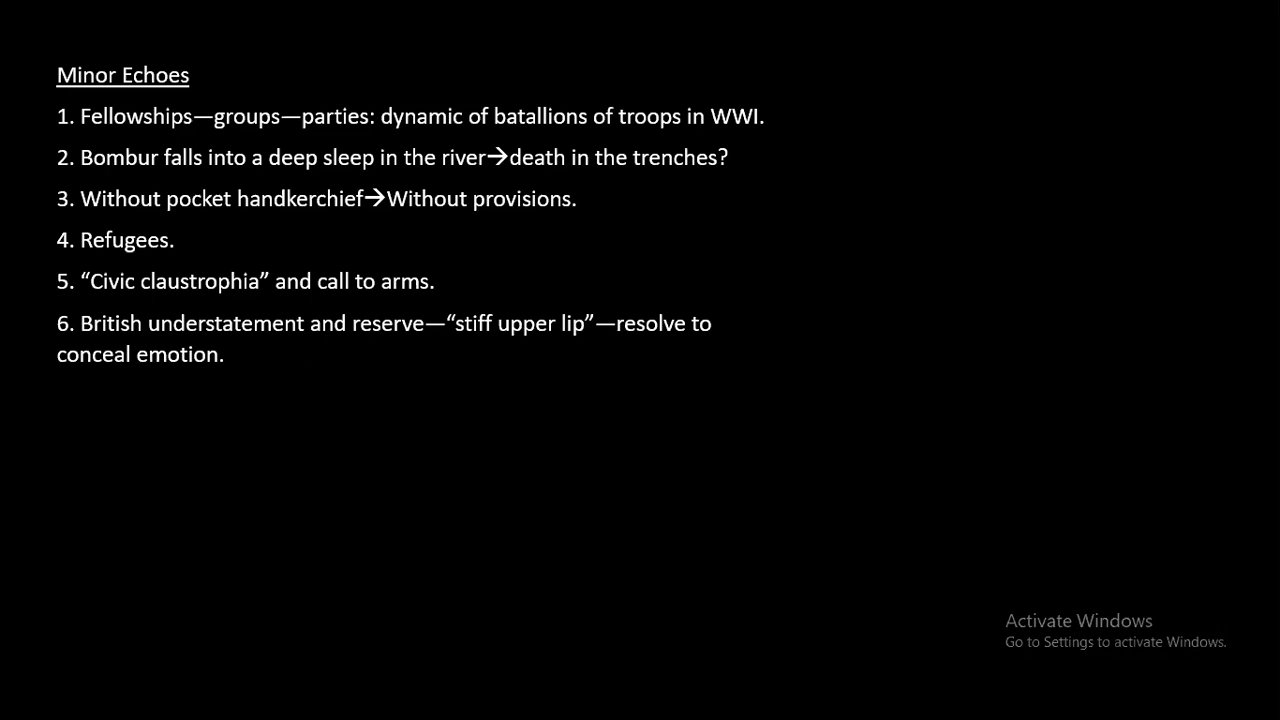 Minor Echoes
1. Fellowships—groups—parties: dynamic of batallions of troops in WWI.
2. Bombur falls into a deep sleep in the river→death in the trenches?
3. Without pocket handkerchief→Without provisions.
4. Refugees.
5. “Civic claustrophia” and call to arms.
6. British understatement and reserve—“stiff upper lip”—resolve to
conceal emotion.
Activate Windows
Go to Settings to activate Windows.